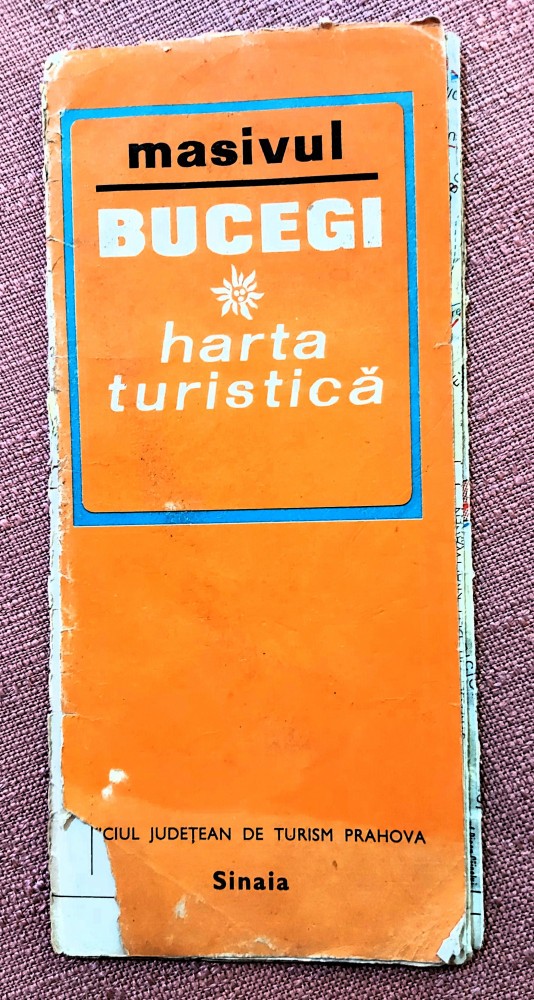 masivul
BUCEGI
harta
turistică
CIUL JUDEȚEAN DE TURISM PRAHOVA
Sinaia